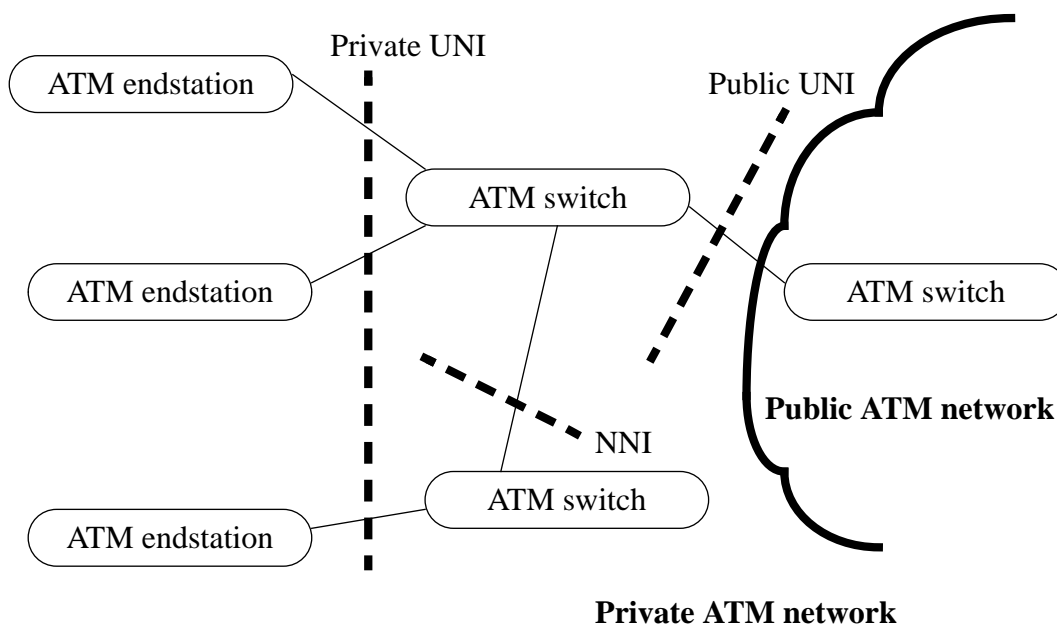 Private UNI
ATM endstation
Public UNI
ATM switch
ATM endstation
ATM switch
Public ATM network
NNI
ATM switch
ATM endstation
Private ATM network